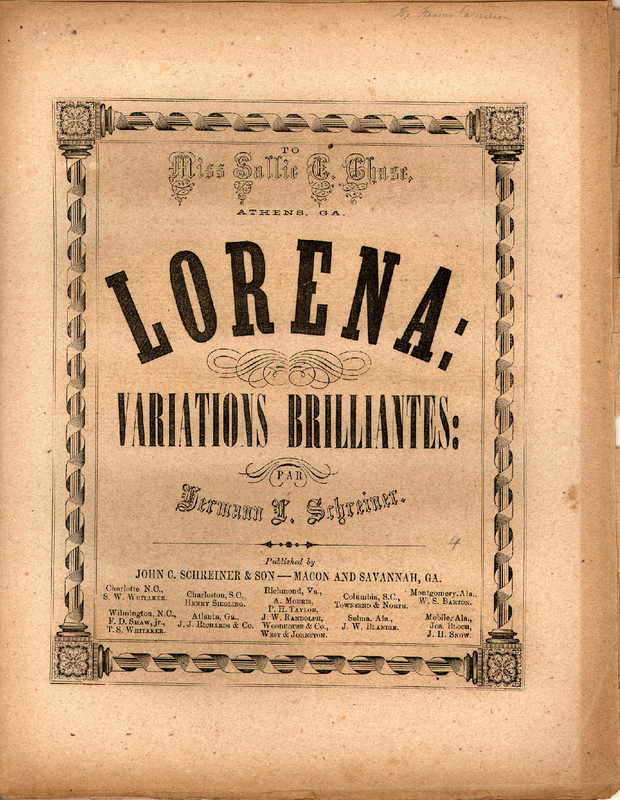 TO
Miss Sallie C. Chase,
ATHENS, GA.
LORENA:
VARIATIONS BRILLIANTES:
PAR
Hermann L. Schreiner.
4
Published by
JOHN C. SCHREINER & SON — MACON AND SAVANNAH, GA.
Charlotte N.C.,
S. W. WHITAKER.
Charleston, S.C.,
HENRY SIEGLING.
Richmond, Va.,
A. MORRIS,
P. H. TAYLOR,
J. W. RANDOLPH,
WOODHOUSE & Co.,
WEST & JOHNSTON.
Columbia, S.C.,
TOWNSEND & NORTH.
Montgomery, Ala.,
W. S. BARTON.
Wilmington, N.C.,
F. D. SMAW, jr.,
T. S. WHITAKER.
Atlanta, Ga.,
J. J. RICHARDS & Co.
Selma, Ala.,
J. W. BLANDIN.
Mobile, Ala.,
JOS. BLOCH,
J. H. SNOW.